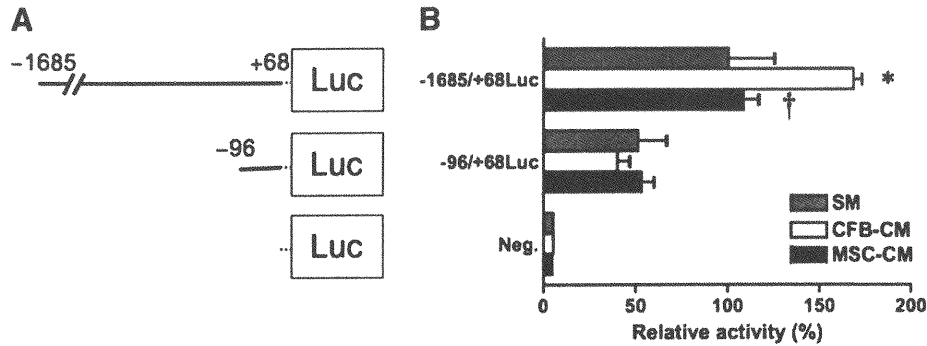 A
−1685
+68
Luc
−96
Luc
Luc
B
-1685/+68Luc
*
†
-96/+68Luc
Neg.
SM
CFB-CM
MSC-CM
0 50 100 150 200
Relative activity (%)